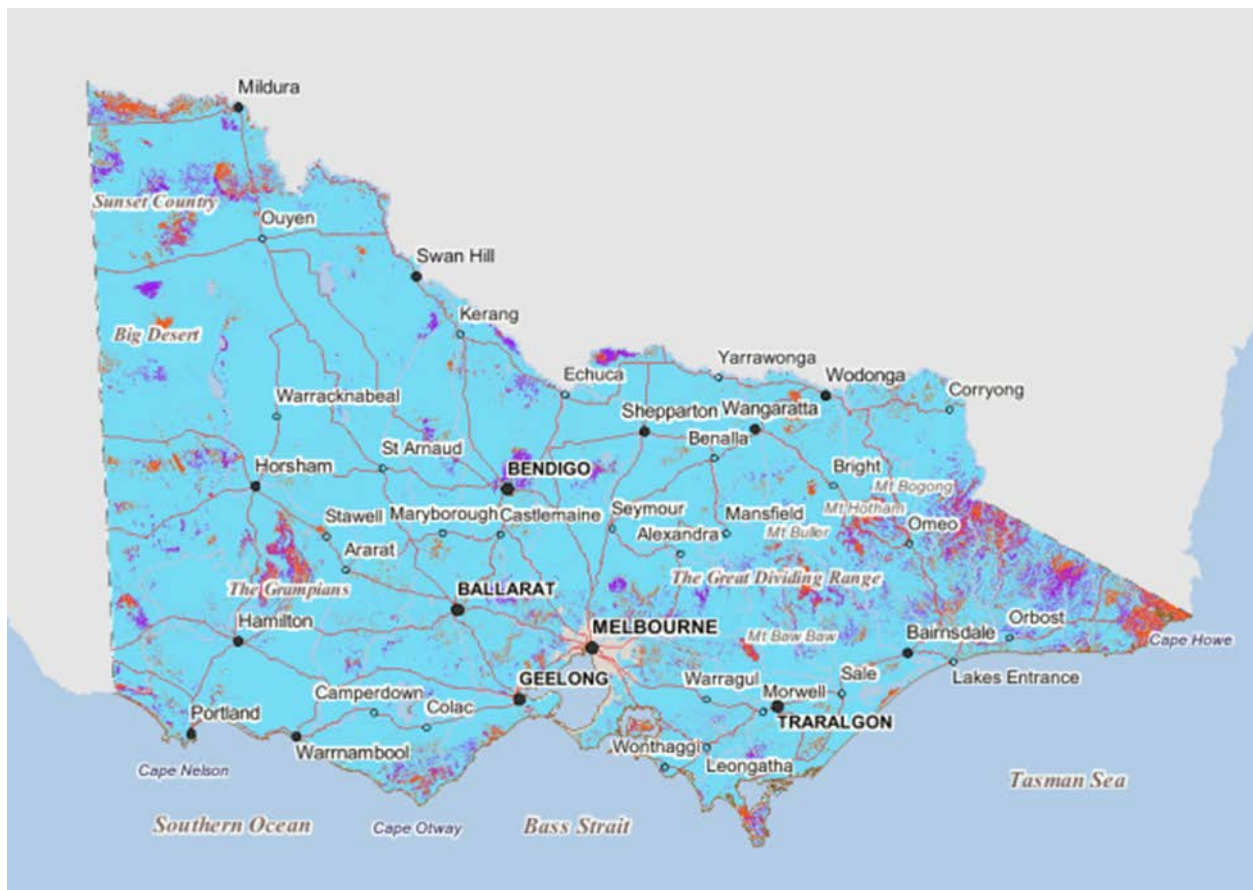 Mildura
Sunset Country
Ouyen
Swan Hill
Kerang
Big Desert
Echuca
Yarrawonga
Wodonga
Corryong
Warracknabeal
Shepparton
Wangaratta
Benalla
St Arnaud
Horsham
BENDIGO
Bright
Mt Bogong
Mt Hotham
Stawell
Maryborough
Castlemaine
Seymour
Mansfield
Omeo
Alexandra
Mt Buller
Ararat
The Grampians
The Great Dividing Range
BALLARAT
Hamilton
MELBOURNE
Mt Baw Baw
Orbost
Bairnsdale
Cape Howe
GEELONG
Sale
Lakes Entrance
Warragul
Morwell
Camperdown
Colac
Portland
TRARALGON
Warrnambool
Wonthaggi
Leongatha
Cape Nelson
Tasman Sea
Southern Ocean
Cape Otway
Bass Strait